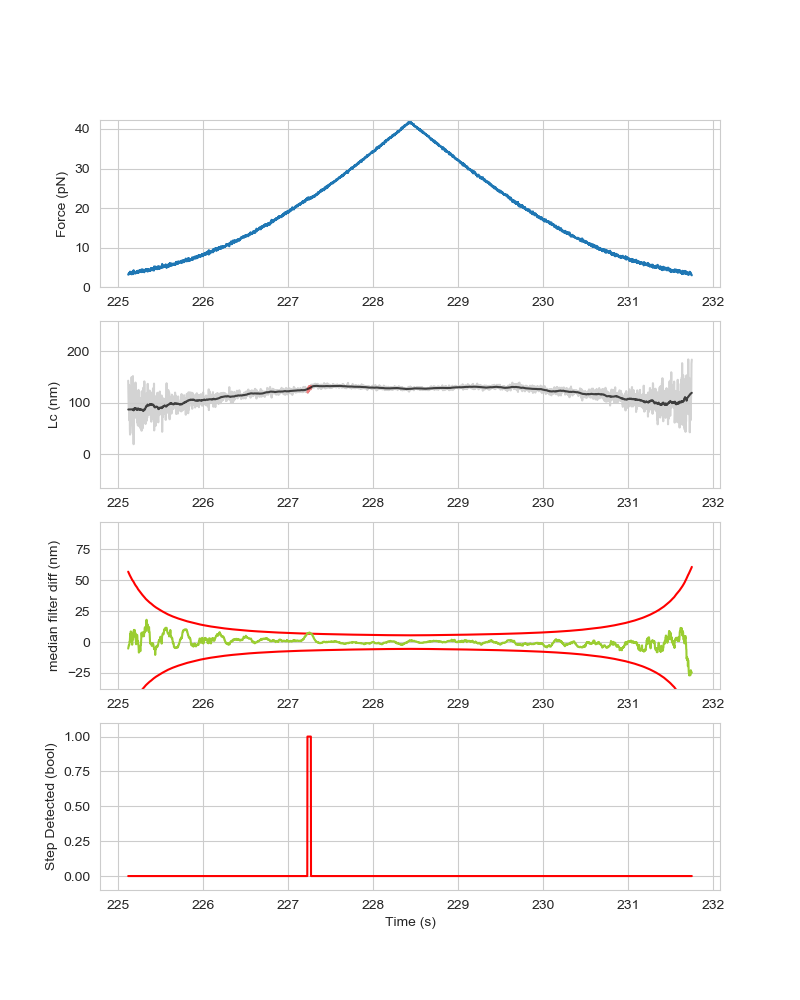 40
30
20
10
0
Force (pN)
225 226 227 228 229 230 231 232
200
100
0
Lc (nm)
225 226 227 228 229 230 231 232
75
50
25
0
−25
median filter diff (nm)
225 226 227 228 229 230 231 232
1.00
0.75
0.50
0.25
0.00
Step Detected (bool)
225 226 227 228 229 230 231 232
Time (s)